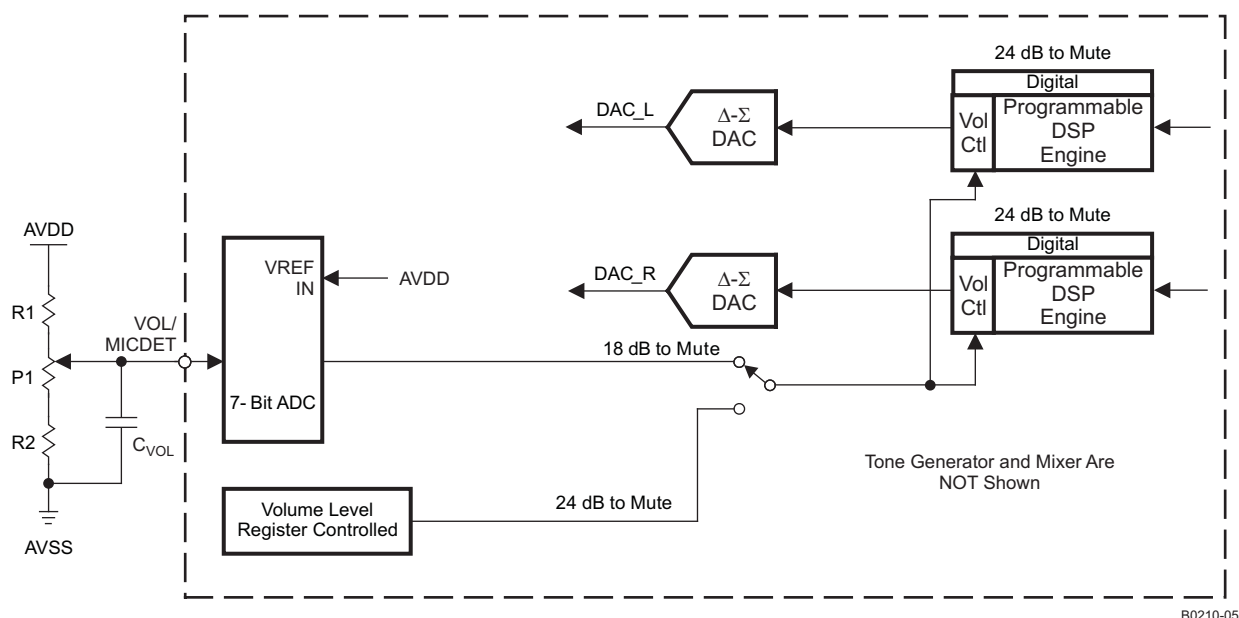 24 dB to Mute
Digital
Vol
Ctl
Programmable
DSP
Engine
DAC_L
Δ-Σ
DAC
24 dB to Mute
Digital
Vol
Ctl
Programmable
DSP
Engine
DAC_R
Δ-Σ
DAC
AVDD
R1
P1
R2
AVSS
VOL/
MICDET
CVOL
VREF
IN
AVDD
7- Bit ADC
18 dB to Mute
Volume Level
Register Controlled
24 dB to Mute
Tone Generator and Mixer Are
NOT Shown
B0210-05